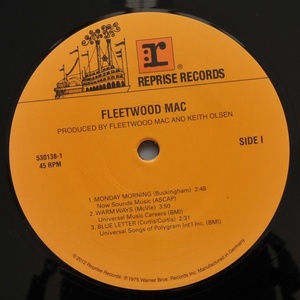 r
REPRISE RECORDS
FLEETWOOD MAC
PRODUCED BY FLEETWOOD MAC AND KEITH OLSEN
530138-1
45 RPM
SIDE I
1. MONDAY MORNING (Buckingham) 2:48
Now Sounds Music (ASCAP)
2. WARM WAYS (McVie) 3:50
Universal Music Careers (BMI)
3. BLUE LETTER (Curtis/Curtis) 2:31
Universal Songs of Polygram Int'l Inc. (BMI)
©2012 Reprise Records. ℗ 1975 Warner Bros. Records Inc. Manufactured in Germany.